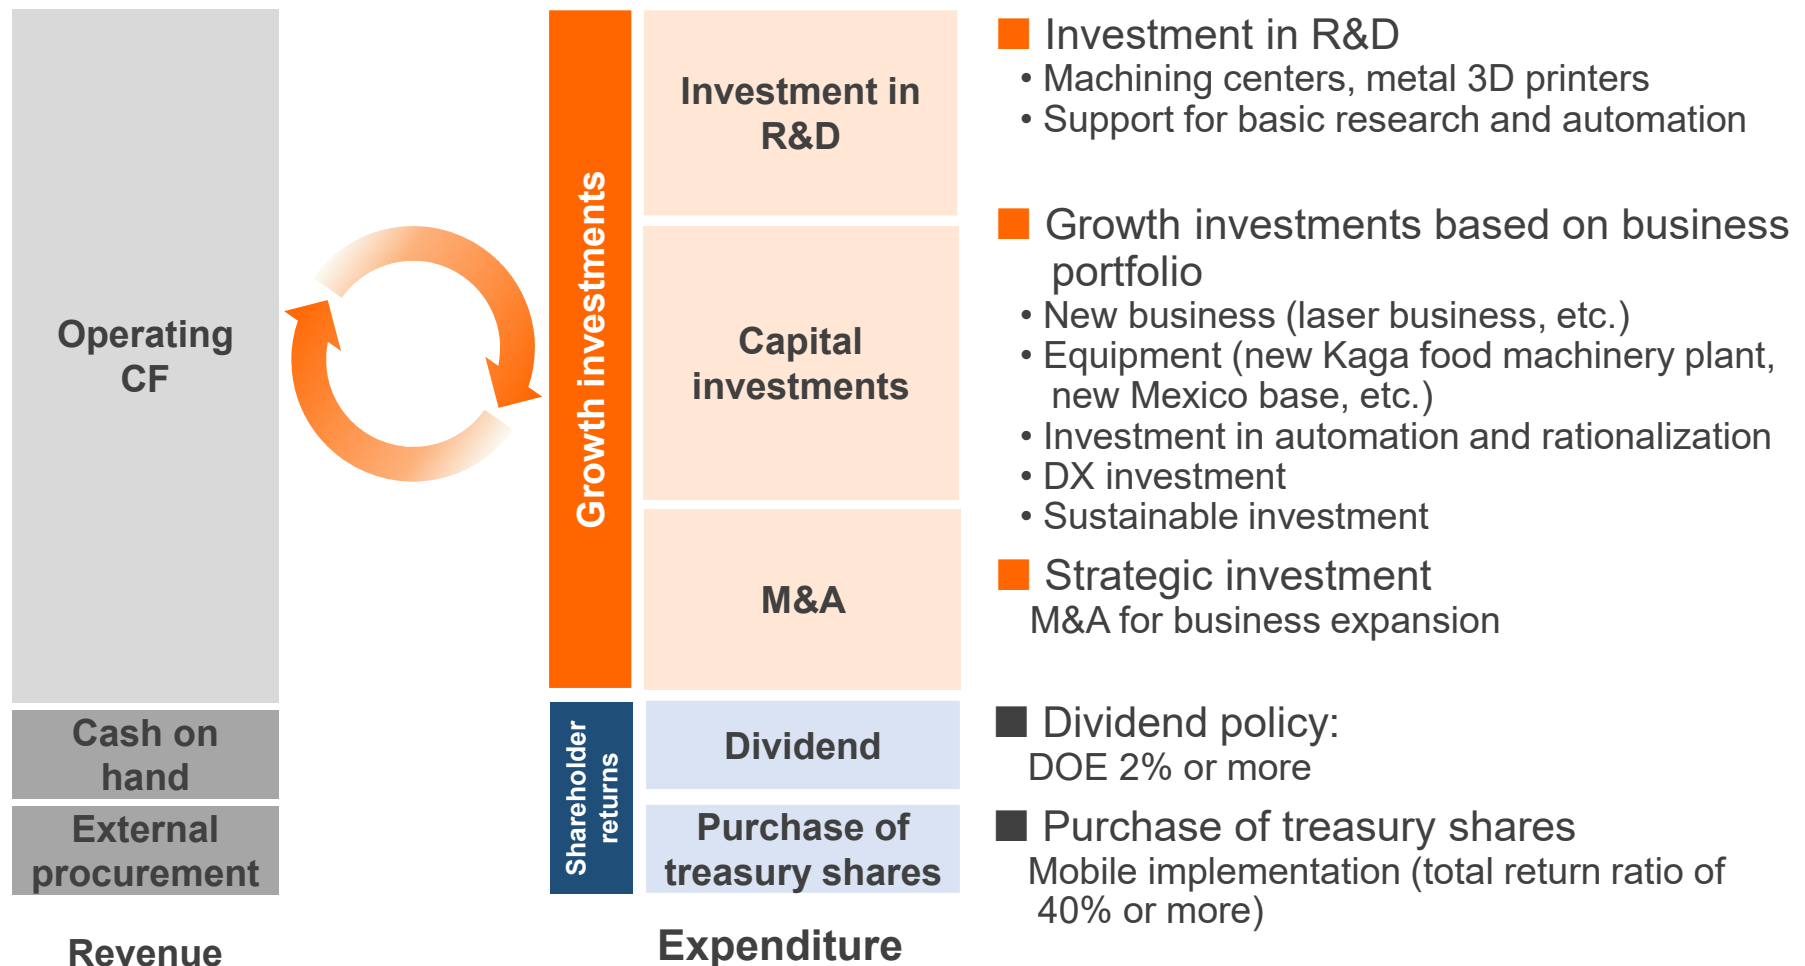 Operating
CF
Cash on
hand
External
procurement
Revenue
Growth investments
Shareholder
returns
Investment in
R&D
Capital
investments
M&A
Dividend
Purchase of
treasury shares
Expenditure
■ Investment in R&D
• Machining centers, metal 3D printers
• Support for basic research and automation
■ Growth investments based on business
portfolio
• New business (laser business, etc.)
• Equipment (new Kaga food machinery plant,
new Mexico base, etc.)
• Investment in automation and rationalization
• DX investment
• Sustainable investment
■ Strategic investment
M&A for business expansion
■ Dividend policy:
DOE 2% or more
■ Purchase of treasury shares
Mobile implementation (total return ratio of
40% or more)